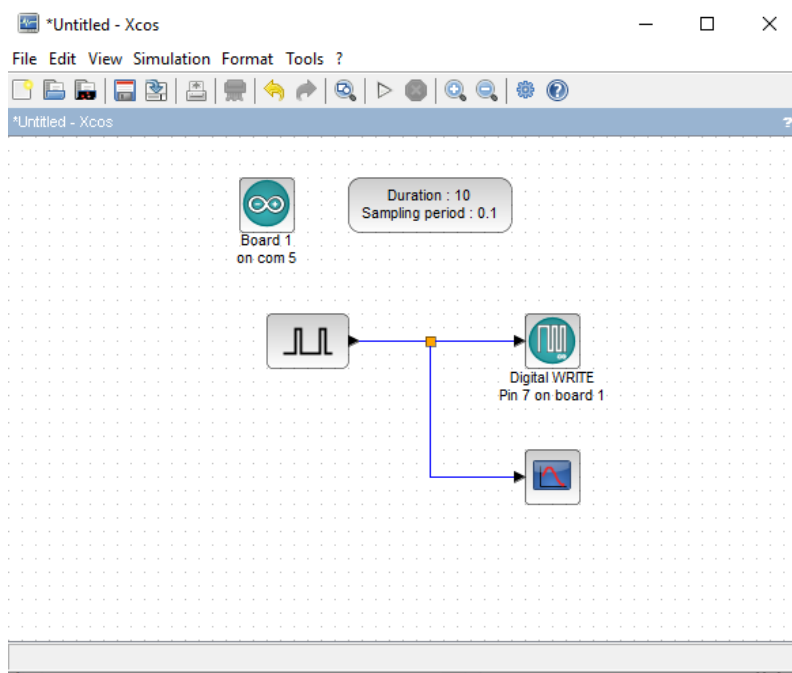 *Untitled - Xcos
File Edit View Simulation Format Tools ?
*Untitled - Xcos ?
Duration : 10
Sampling period : 0.1
Board 1
on com 5
Digital WRITE
Pin 7 on board 1